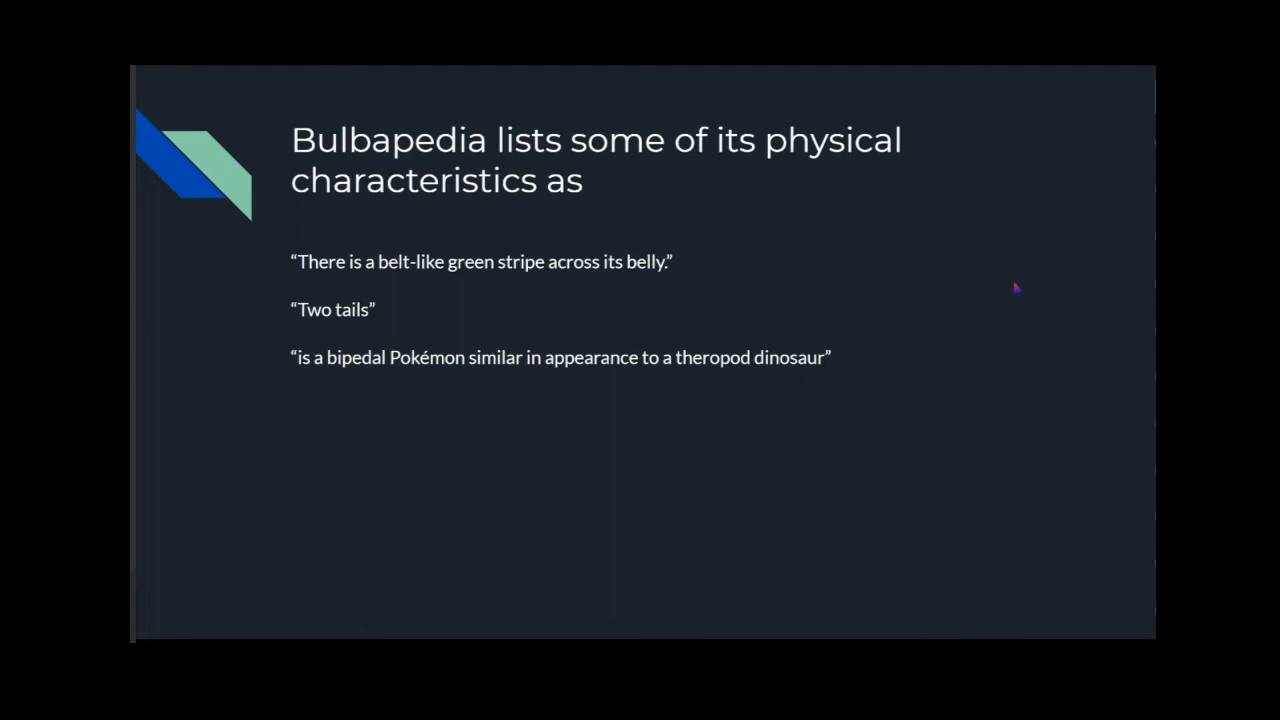 Bulbapedia lists some of its physical
characteristics as
“There is a belt-like green stripe across its belly.”
“Two tails”
“is a bipedal Pokémon similar in appearance to a theropod dinosaur”